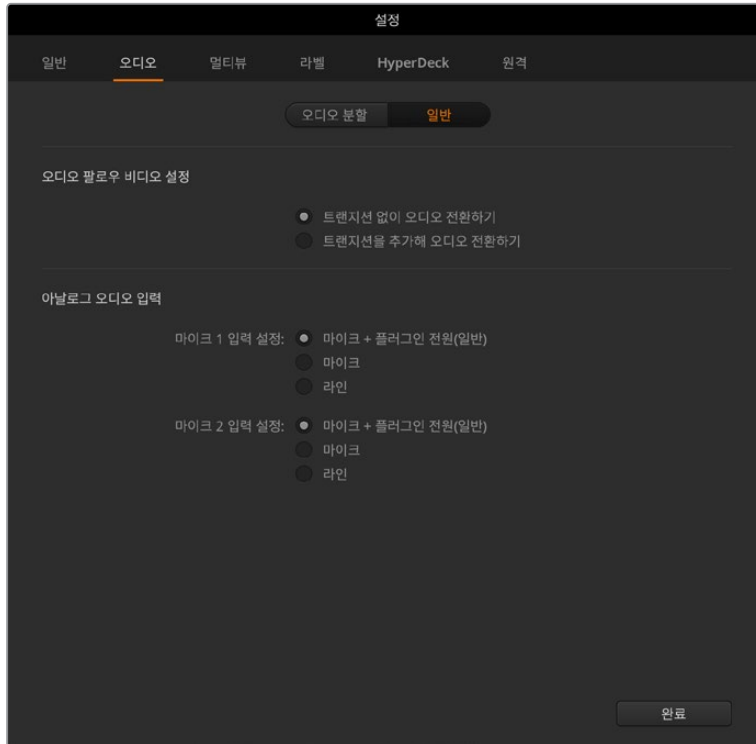 설정
일반 오디오 멀티뷰 라벨 HyperDeck 원격
오디오 분할 일반
오디오 팔로우 비디오 설정
트랜지션 없이 오디오 전환하기
트랜지션을 추가해 오디오 전환하기
아날로그 오디오 입력
마이크 1 입력 설정: 마이크 + 플러그인 전원(일반)
마이크
라인
마이크 2 입력 설정: 마이크 + 플러그인 전원(일반)
마이크
라인
완료